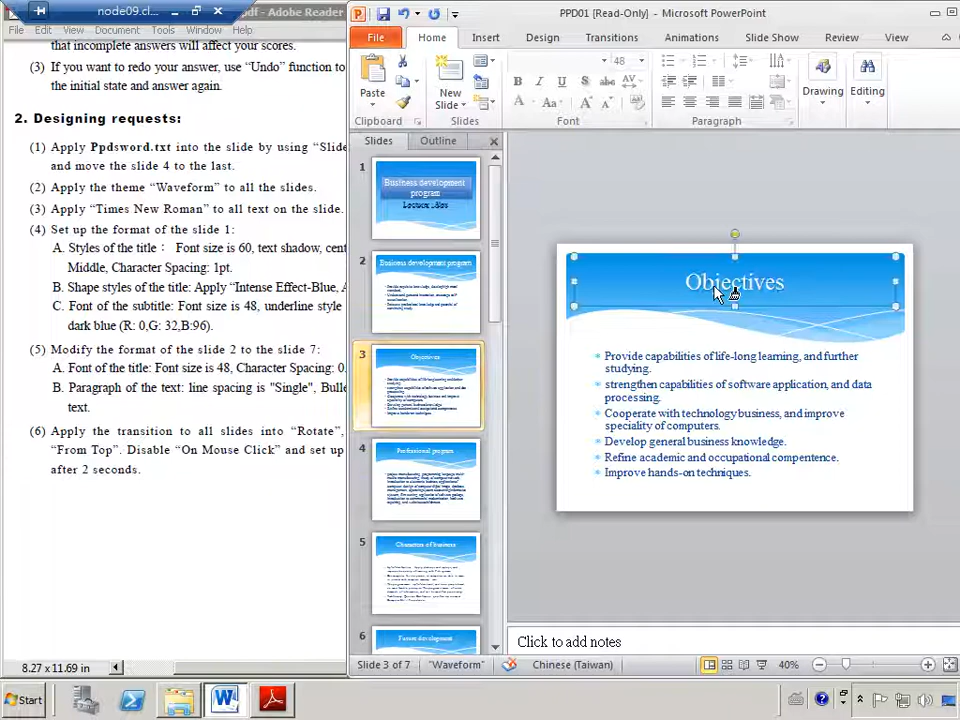 node09.cl...
.pdf - Adobe Reader
File Edit View Document Tools Window Help
that incomplete answers will affect your scores.
(3) If you want to redo your answer, use "Undo" function to
the initial state and answer again.
2. Designing requests:
(1) Apply Ppdsword.txt into the slide by using "Slide
and move the slide 4 to the last.
(2) Apply the theme "Waveform" to all the slides.
(3) Apply "Times New Roman" to all text on the slide.
(4) Set up the format of the slide 1:
A. Styles of the title： Font size is 60, text shadow, cent
Middle, Character Spacing: 1pt.
B. Shape styles of the title: Apply "Intense Effect-Blue, A
C. Font of the subtitle: Font size is 48, underline style
dark blue (R: 0,G: 32,B:96).
(5) Modify the format of the slide 2 to the slide 7:
A. Font of the title: Font size is 48, Character Spacing: 0.
B. Paragraph of the text: line spacing is "Single", Bulle
text.
(6) Apply the transition to all slides into "Rotate",
"From Top". Disable "On Mouse Click" and set up
after 2 seconds.
8.27 x 11.69 in
PPD01 [Read-Only] - Microsoft PowerPoint
File Home Insert Design Transitions Animations Slide Show Review View
Paste
New
Slide
48
B I U S abc AV
A Aa A A
Drawing
Editing
Clipboard Slides Font Paragraph
Slides Outline
1
Business development
program
2
Business development program
3
Objectives
4
Professional program
5
Characters of business
6
Future development
Objectives
Provide capabilities of life-long learning, and further
studying.
strengthen capabilities of software application, and data
processing.
Cooperate with technology business, and improve
speciality of computers.
Develop general business knowledge.
Refine academic and occupational compentence.
Improve hands-on techniques.
Click to add notes
Slide 3 of 7 "Waveform" Chinese (Taiwan) 40%
Start